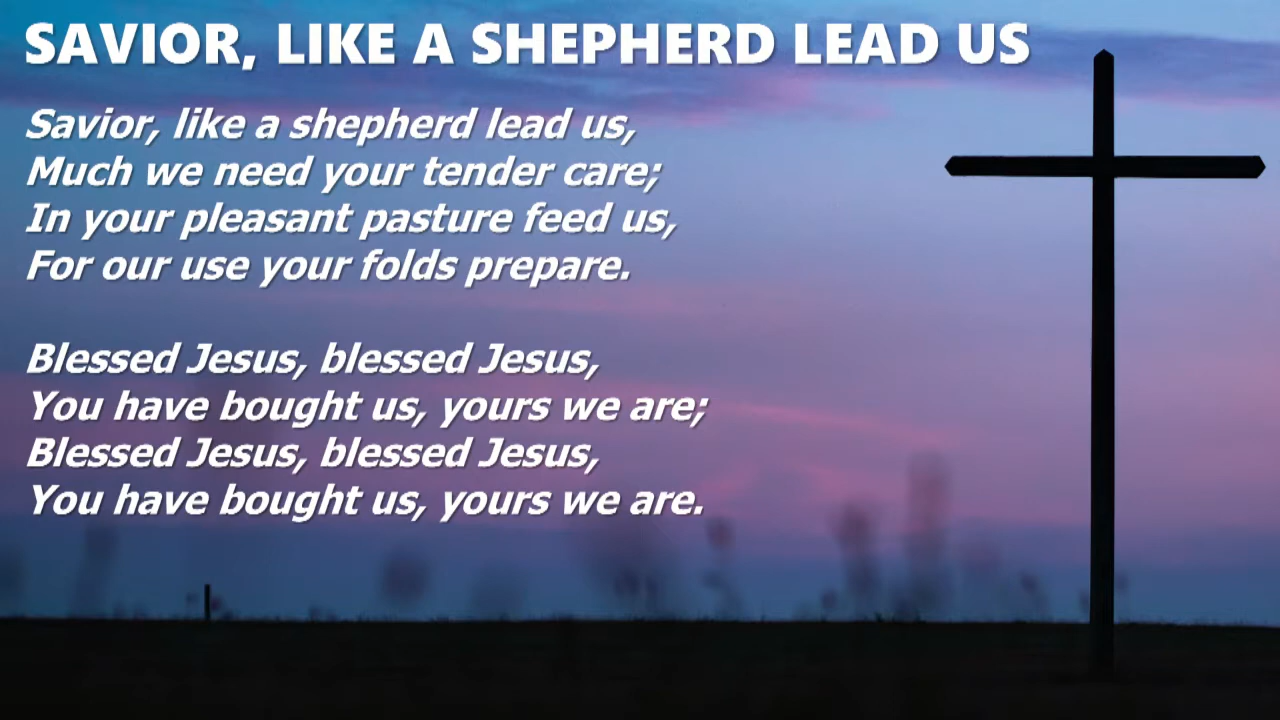 SAVIOR, LIKE A SHEPHERD LEAD US
Savior, like a shepherd lead us,
Much we need your tender care;
In your pleasant pasture feed us,
For our use your folds prepare.
Blessed Jesus, blessed Jesus,
You have bought us, yours we are;
Blessed Jesus, blessed Jesus,
You have bought us, yours we are.